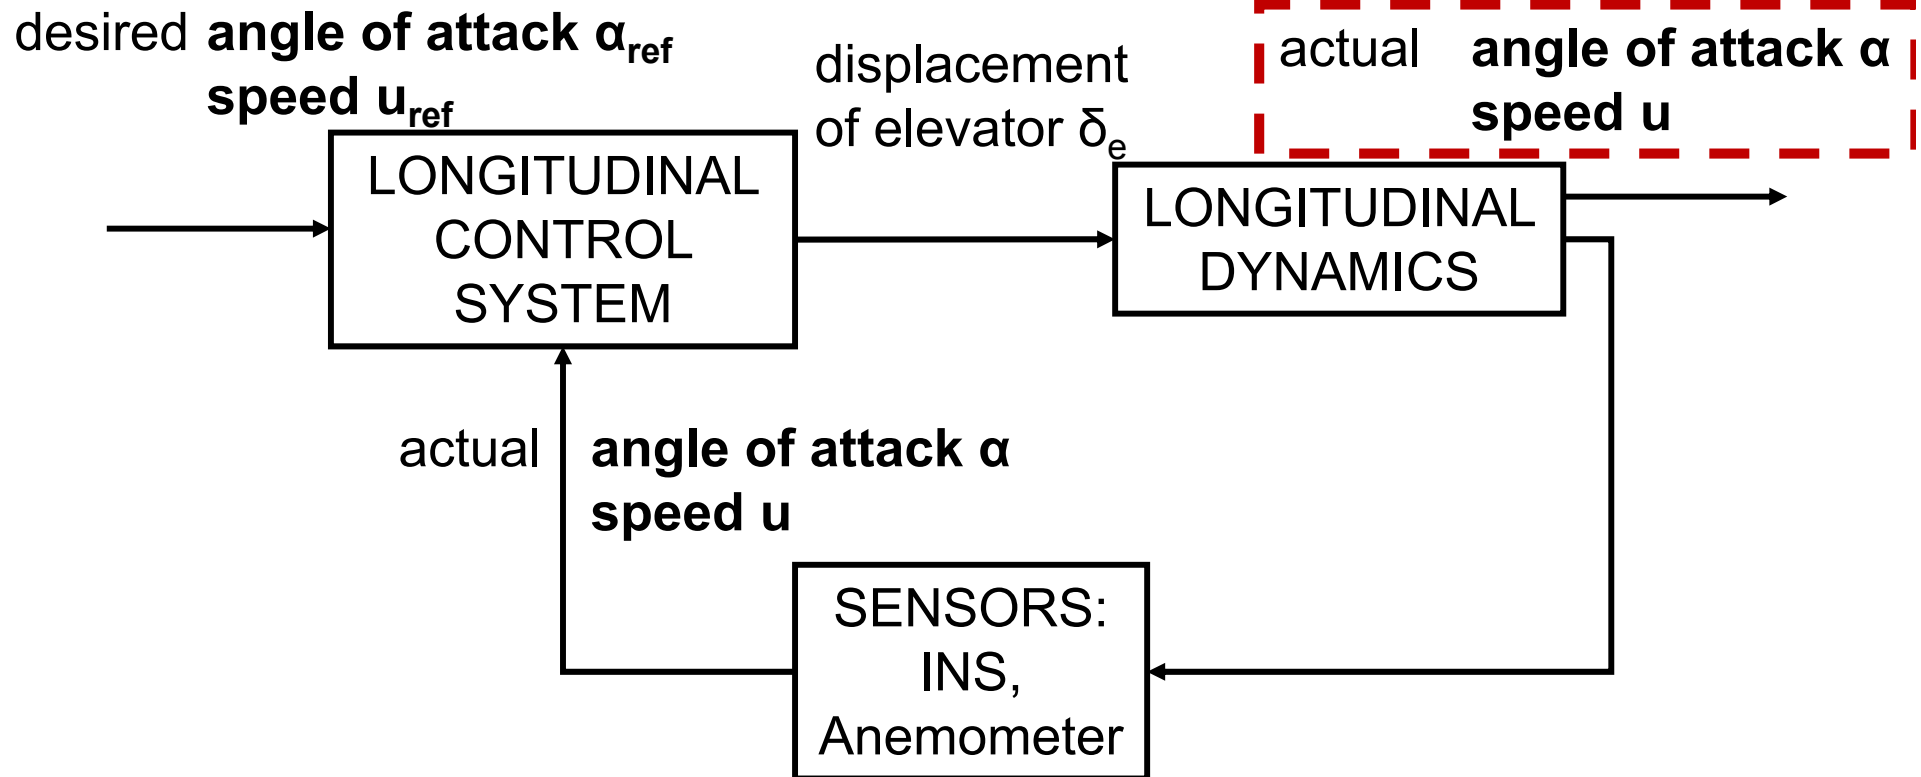 desired angle of attack αref
speed uref
displacement
of elevator δe
actual angle of attack α
speed u
LONGITUDINAL
CONTROL
SYSTEM
LONGITUDINAL
DYNAMICS
actual angle of attack α
speed u
SENSORS:
INS,
Anemometer